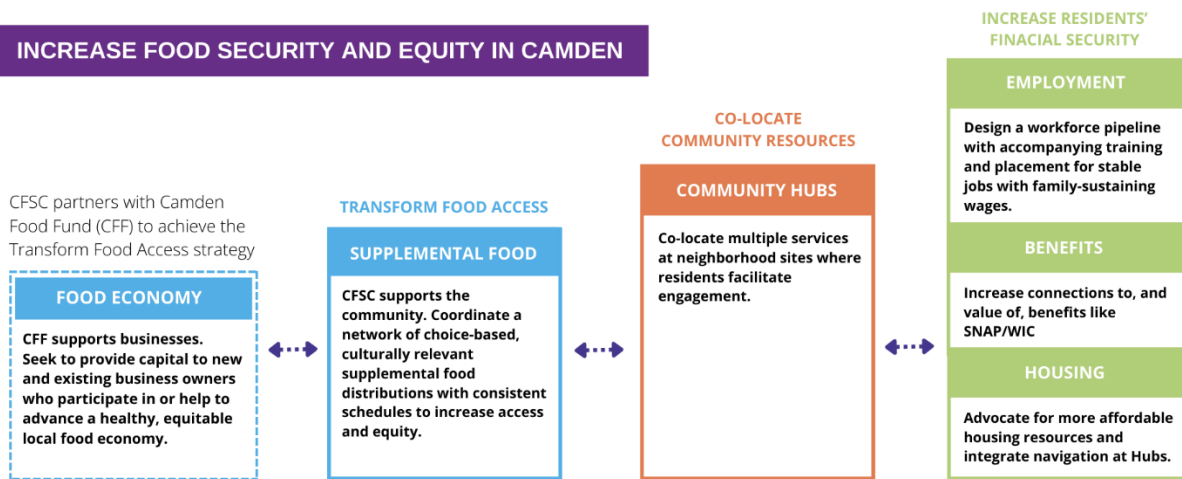 INCREASE FOOD SECURITY AND EQUITY IN CAMDEN
CFSC partners with Camden
Food Fund (CFF) to achieve the
Transform Food Access strategy
FOOD ECONOMY
CFF supports businesses.
Seek to provide capital to new
and existing business owners
who participate in or help to
advance a healthy, equitable
local food economy.
TRANSFORM FOOD ACCESS
SUPPLEMENTAL FOOD
CFSC supports the
community. Coordinate a
network of choice-based,
culturally relevant
supplemental food
distributions with consistent
schedules to increase access
and equity.
CO-LOCATE
COMMUNITY RESOURCES
COMMUNITY HUBS
Co-locate multiple services
at neighborhood sites where
residents facilitate
engagement.
INCREASE RESIDENTS'
FINACIAL SECURITY
EMPLOYMENT
Design a workforce pipeline
with accompanying training
and placement for stable
jobs with family-sustaining
wages.
BENEFITS
Increase connections to, and
value of, benefits like
SNAP/WIC
HOUSING
Advocate for more affordable
housing resources and
integrate navigation at Hubs.